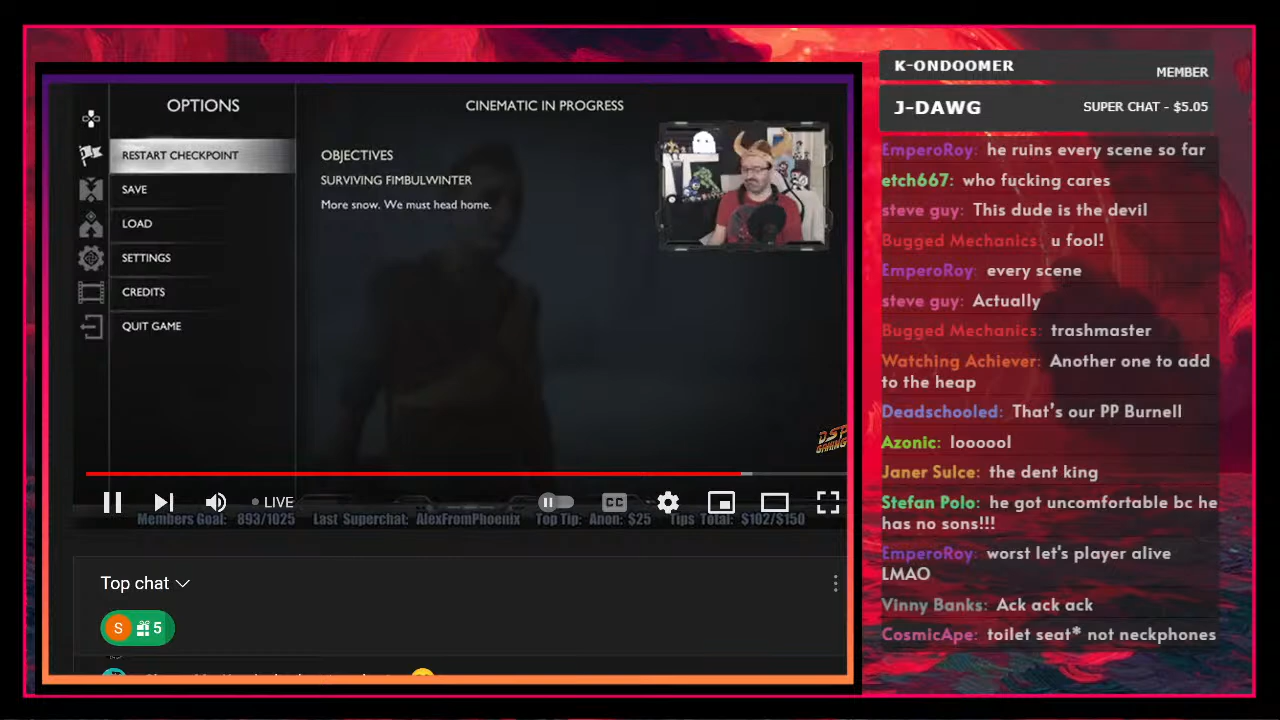 OPTIONS
RESTART CHECKPOINT
SAVE
LOAD
SETTINGS
CREDITS
QUIT GAME
CINEMATIC IN PROGRESS
OBJECTIVES
SURVIVING FIMBULWINTER
More snow. We must head home.
DSP
GAMING
LIVE
CC
Members Goal: 893/1025 Last Superchat: AlexFromPhoenix Top Tip: Anon: $25 Tips Total: $102/$150
Top chat
S 5
K-ONDOOMER
MEMBER
J-DAWG
SUPER CHAT - $5.05
EmperoRoy: he ruins every scene so far
etch667: who fucking cares
steve guy: This dude is the devil
Bugged Mechanics: u fool!
EmperoRoy: every scene
steve guy: Actually
Bugged Mechanics: trashmaster
Watching Achiever: Another one to add
to the heap
Deadschooled: That's our PP Burnell
Azonic: loooool
Janer Sulce: the dent king
Stefan Polo: he got uncomfortable bc he
has no sons!!!
EmperoRoy: worst let's player alive
LMAO
Vinny Banks: Ack ack ack
CosmicApe: toilet seat* not neckphones